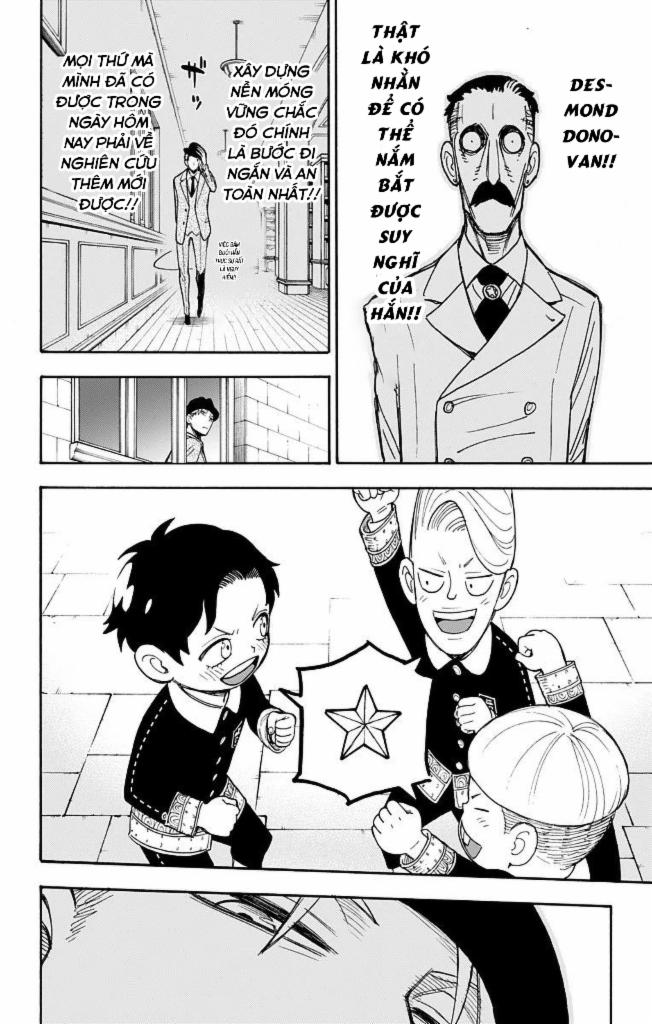 DES-
MOND
DONO-
VAN!!
THẬT
LÀ KHÓ
NHẰN
ĐỂ CÓ
THỂ
NẮM
BẮT
ĐƯỢC
SUY
NGHĨ
CỦA
HẮN!!
XÂY DỰNG
NỀN MÓNG
VỮNG CHẮC
ĐÓ CHÍNH
LÀ BƯỚC ĐI
NGẮN VÀ AN
TOÀN NHẤT!!
MỌI THỨ MÀ
MÌNH ĐÃ CÓ
ĐƯỢC TRONG
NGÀY HÔM
NAY PHẢI VỀ
NGHIÊN CỨU
THÊM MỚI
ĐƯỢC!!